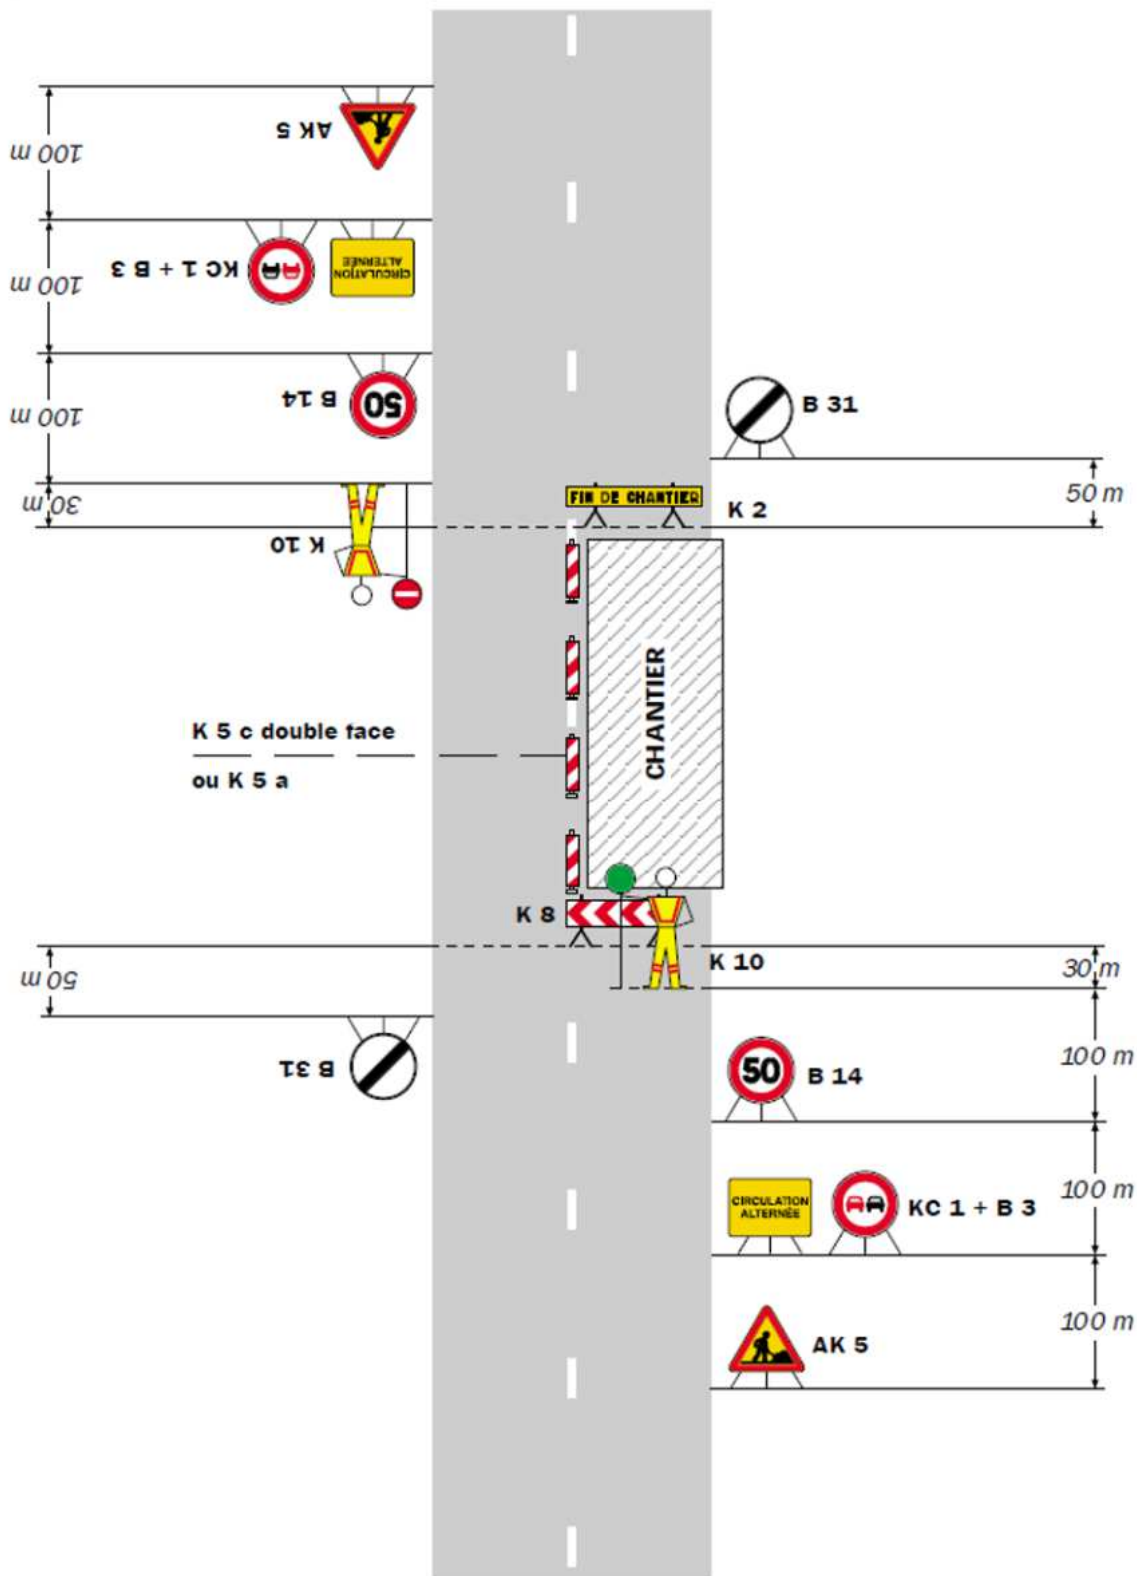 AK 5
100 m
KC 1 + B 3
CIRCULATION
ALTERNÉE
100 m
B 14
50
100 m
B 31
50 m
30 m
FIN DE CHANTIER
K 2
K 10
CHANTIER
K 5 c double face
ou K 5 a
K 8
K 10
30 m
50 m
B 31
50
B 14
100 m
CIRCULATION
ALTERNÉE
KC 1 + B 3
100 m
AK 5
100 m